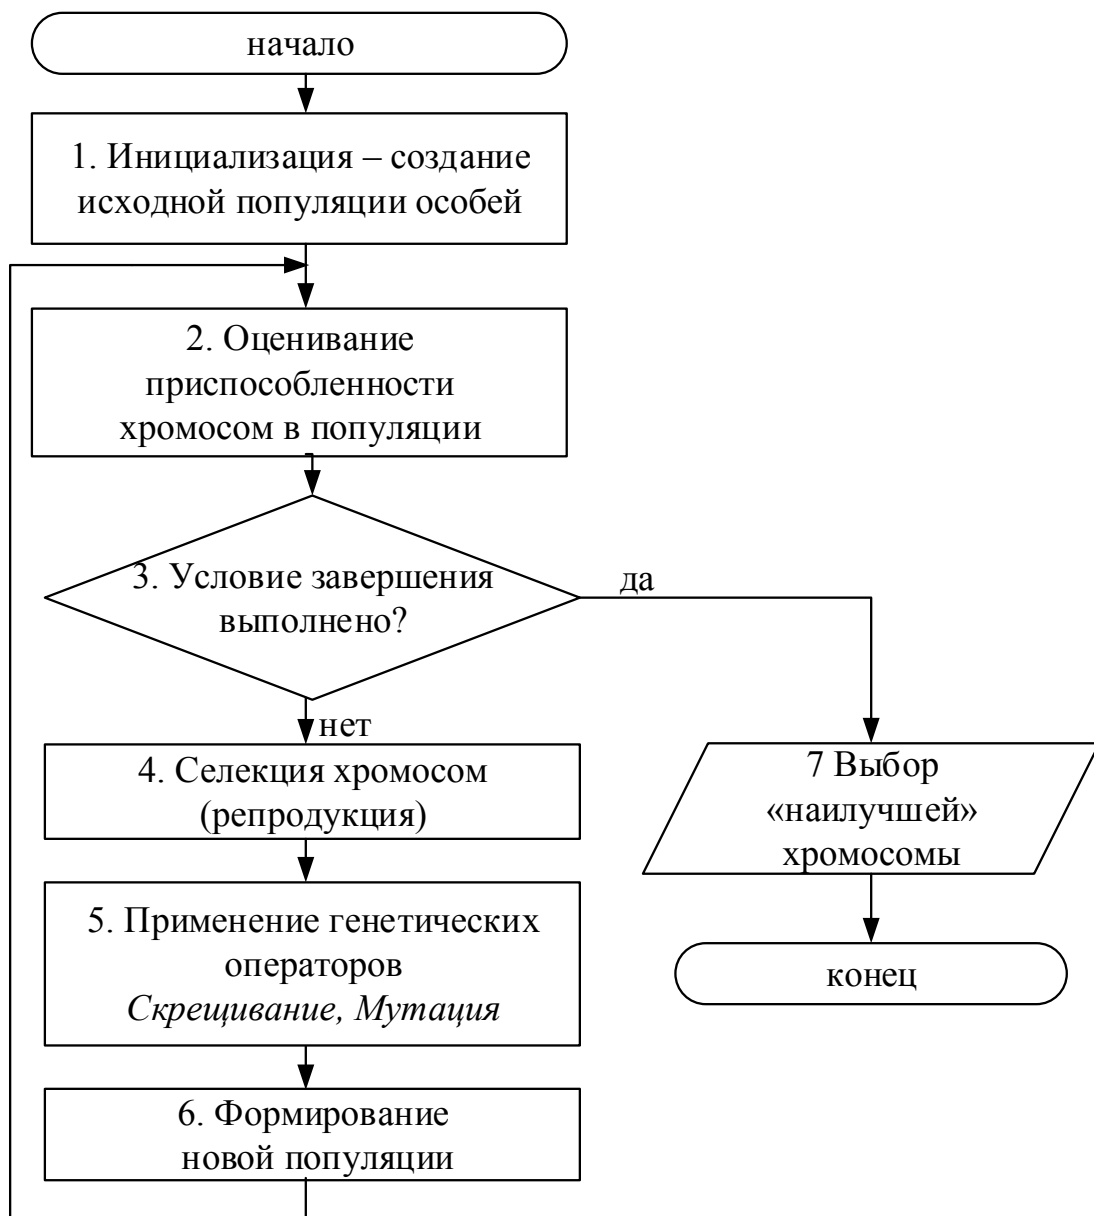 начало
1. Инициализация – создание
исходной популяции особей
2. Оценивание
приспособленности
хромосом в популяции
3. Условие завершения
выполнено?
да
нет
4. Селекция хромосом
(репродукция)
7 Выбор
«наилучшей»
хромосомы
5. Применение генетических
операторов
Скрещивание, Мутация
конец
6. Формирование
новой популяции